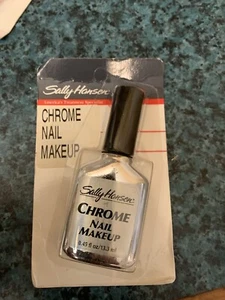 Sally Hansen
CHROME
NAIL
MAKEUP
Sally Hansen
CHROME
NAIL
MAKEUP
0.45 fl oz/13.3 ml